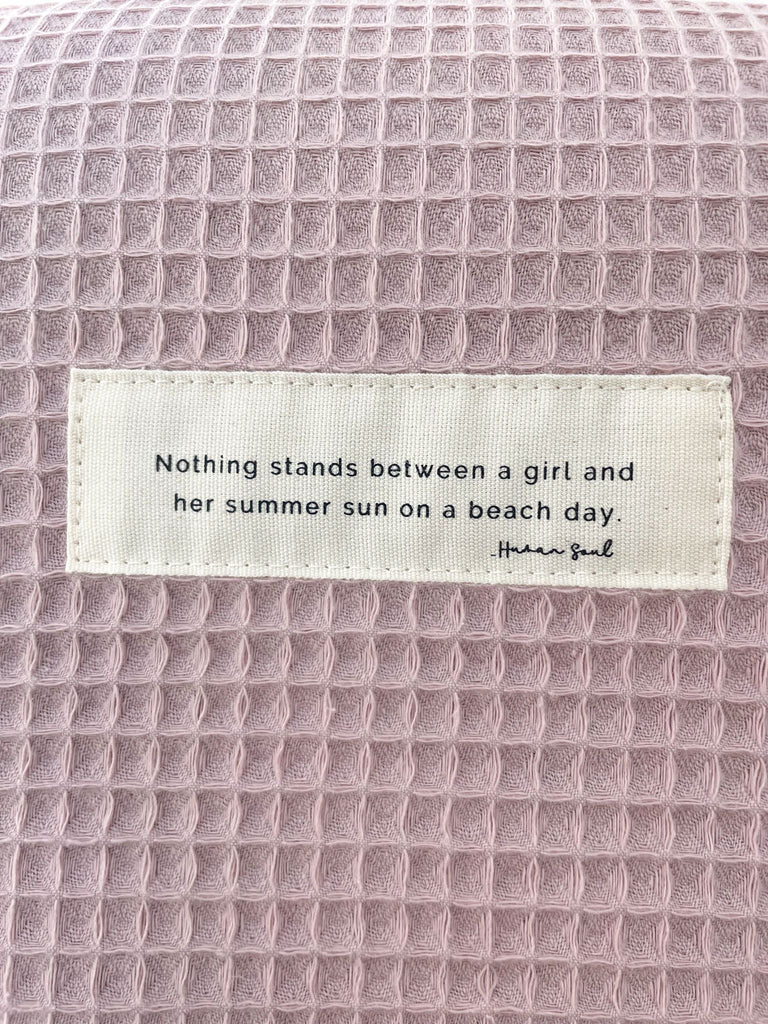 Nothing stands between a girl and
her summer sun on a beach day.
-Human Soul